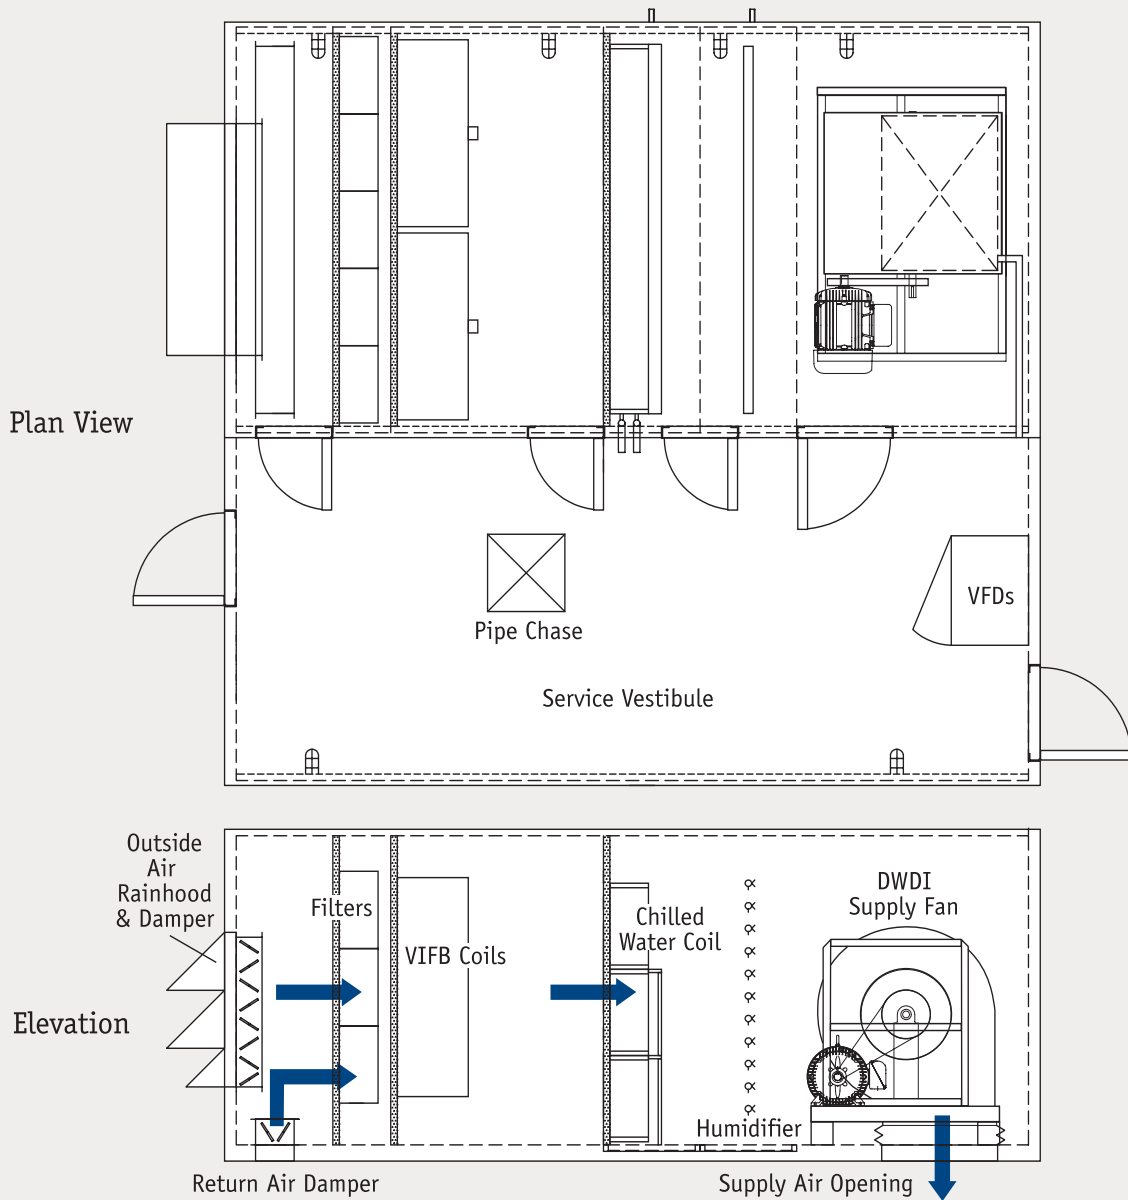 Plan View
VFDs
Pipe Chase
Service Vestibule
Outside
Air
Rainhood
& Damper
Filters
VIFB Coils
Chilled
Water Coil
DWDI
Supply Fan
Elevation
Humidifier
Return Air Damper
Supply Air Opening